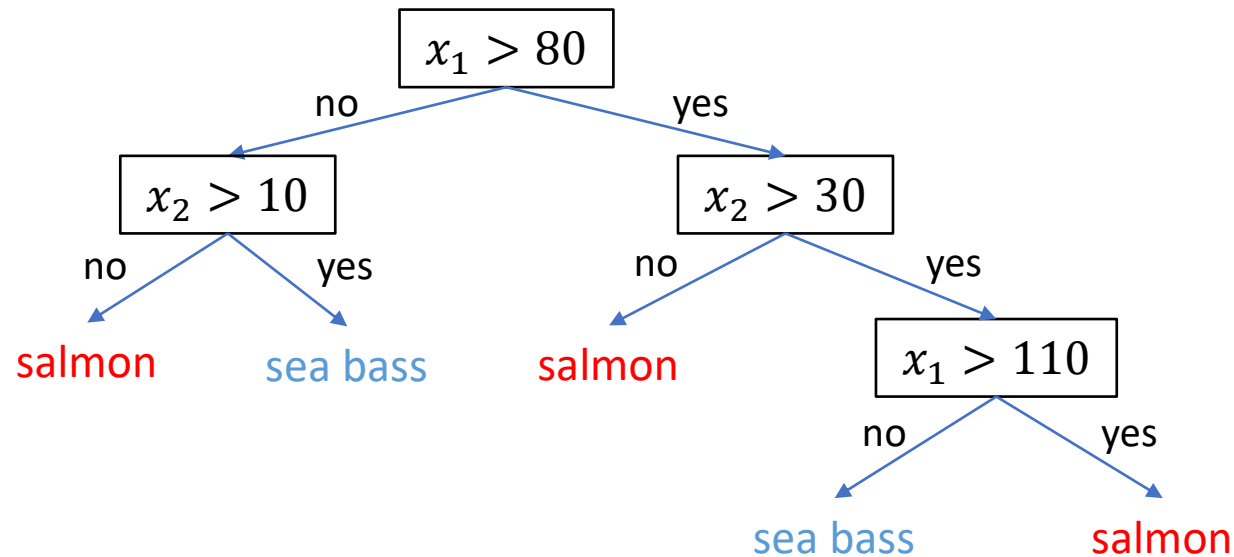 x₁ > 80
no yes
x₂ > 10 x₂ > 30
no yes no yes
salmon sea bass salmon x₁ > 110
no yes
sea bass salmon